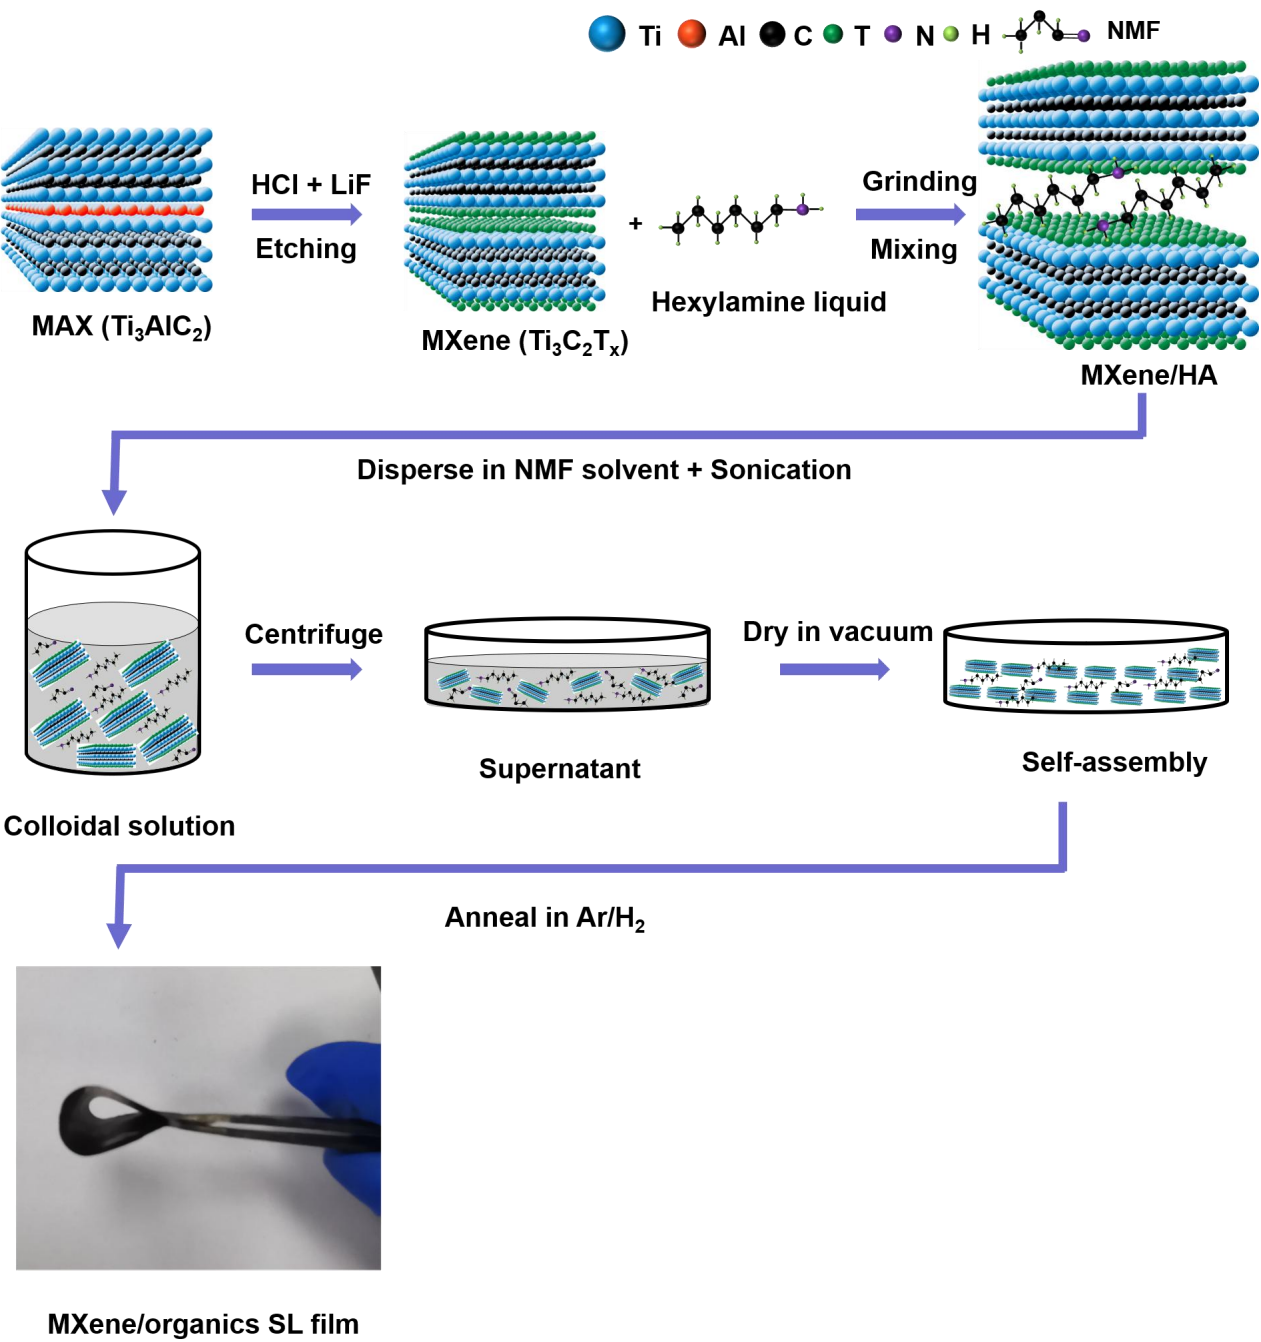 Ti Al C T N H NMF
HCl + LiF
Etching
Grinding
Mixing
+
Hexylamine liquid
MAX (Ti₃AlC₂)
MXene (Ti₃C₂Tₓ)
MXene/HA
Disperse in NMF solvent + Sonication
Centrifuge
Dry in vacuum
Supernatant
Self-assembly
Colloidal solution
Anneal in Ar/H₂
MXene/organics SL film